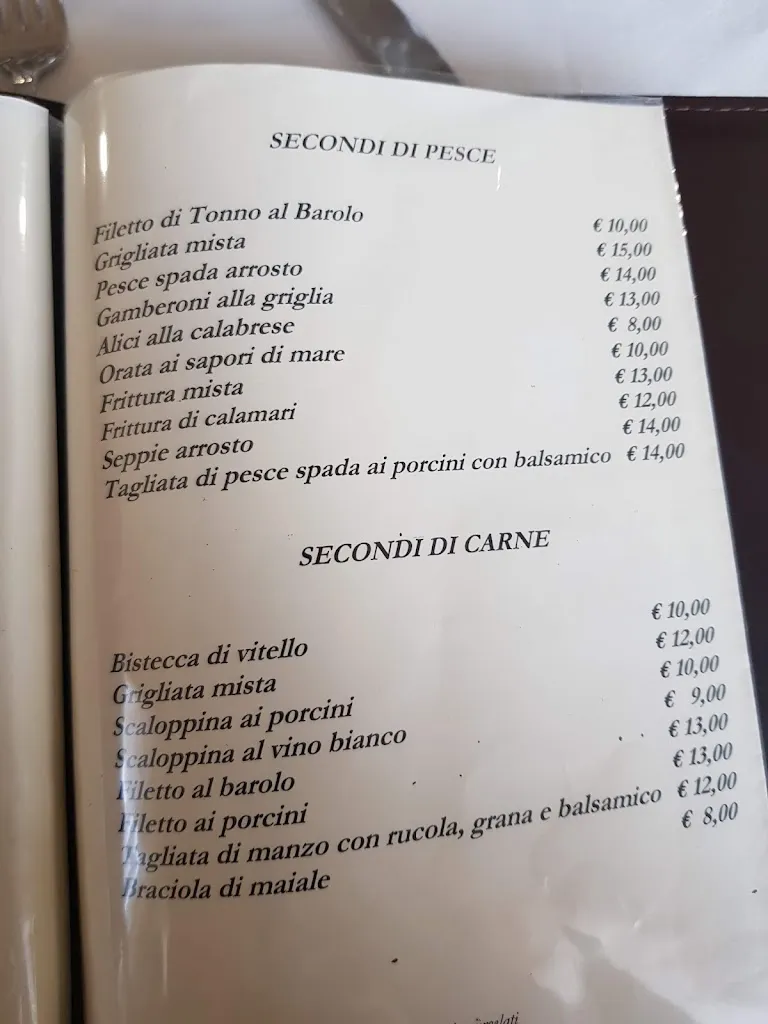 SECONDI DI PESCE
Filetto di Tonno al Barolo € 10,00
Grigliata mista € 15,00
Pesce spada arrosto € 14,00
Gamberoni alla griglia € 13,00
Alici alla calabrese € 8,00
Orata ai sapori di mare € 10,00
Frittura mista € 13,00
Frittura di calamari € 12,00
Seppie arrosto € 14,00
Tagliata di pesce spada ai porcini con balsamico € 14,00
SECONDI DI CARNE
Bistecca di vitello € 10,00
Grigliata mista € 12,00
Scaloppina ai porcini € 10,00
Scaloppina al vino bianco € 9,00
Filetto al barolo € 13,00
Filetto ai porcini € 13,00
Tagliata di manzo con rucola, grana e balsamico € 12,00
Braciola di maiale € 8,00